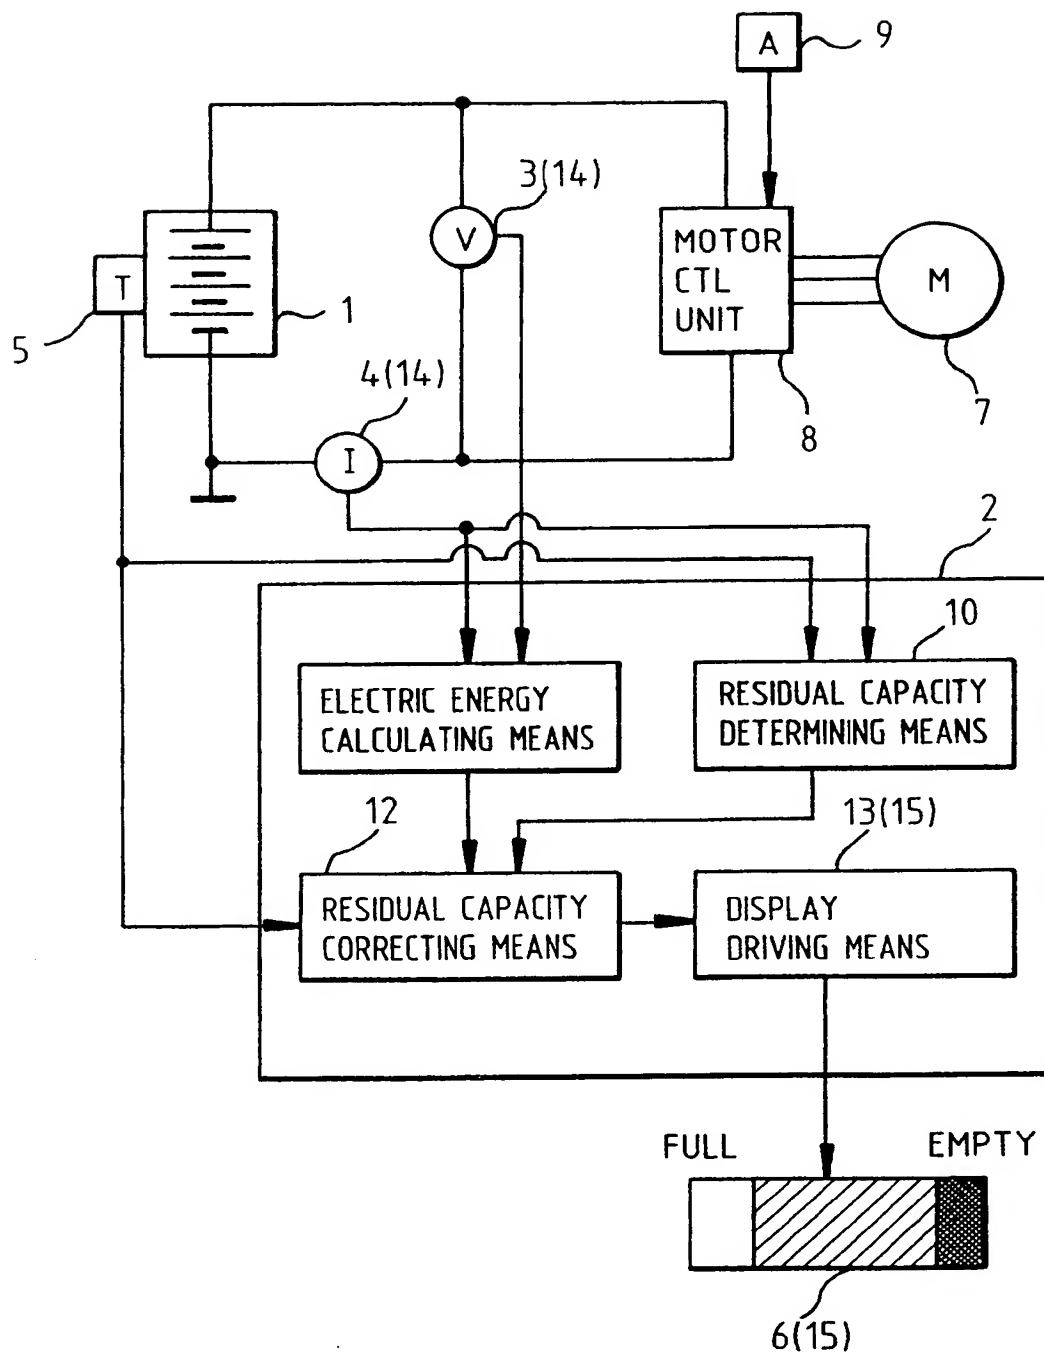 A
9
3(14)
V
MOTOR
CTL
UNIT
M
T
1
5
4(14)
7
8
I
2
10
ELECTRIC ENERGY
CALCULATING MEANS
RESIDUAL CAPACITY
DETERMINING MEANS
12
13(15)
RESIDUAL CAPACITY
CORRECTING MEANS
DISPLAY
DRIVING MEANS
FULL
EMPTY
6(15)